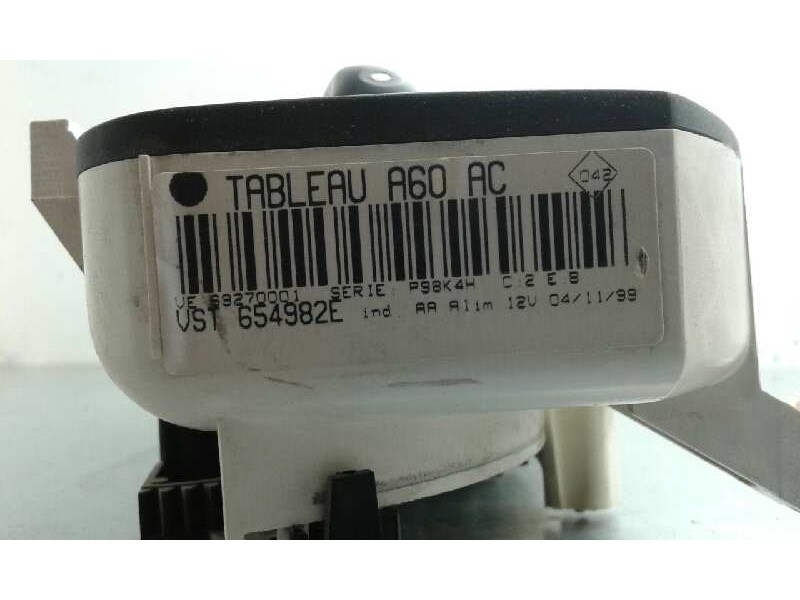 TABLEAU A60 AC
042
VE 69270001 SERIE: P98K4H C:2 E:8
VST 654982E ind. AA Alim 12V 04/11/99